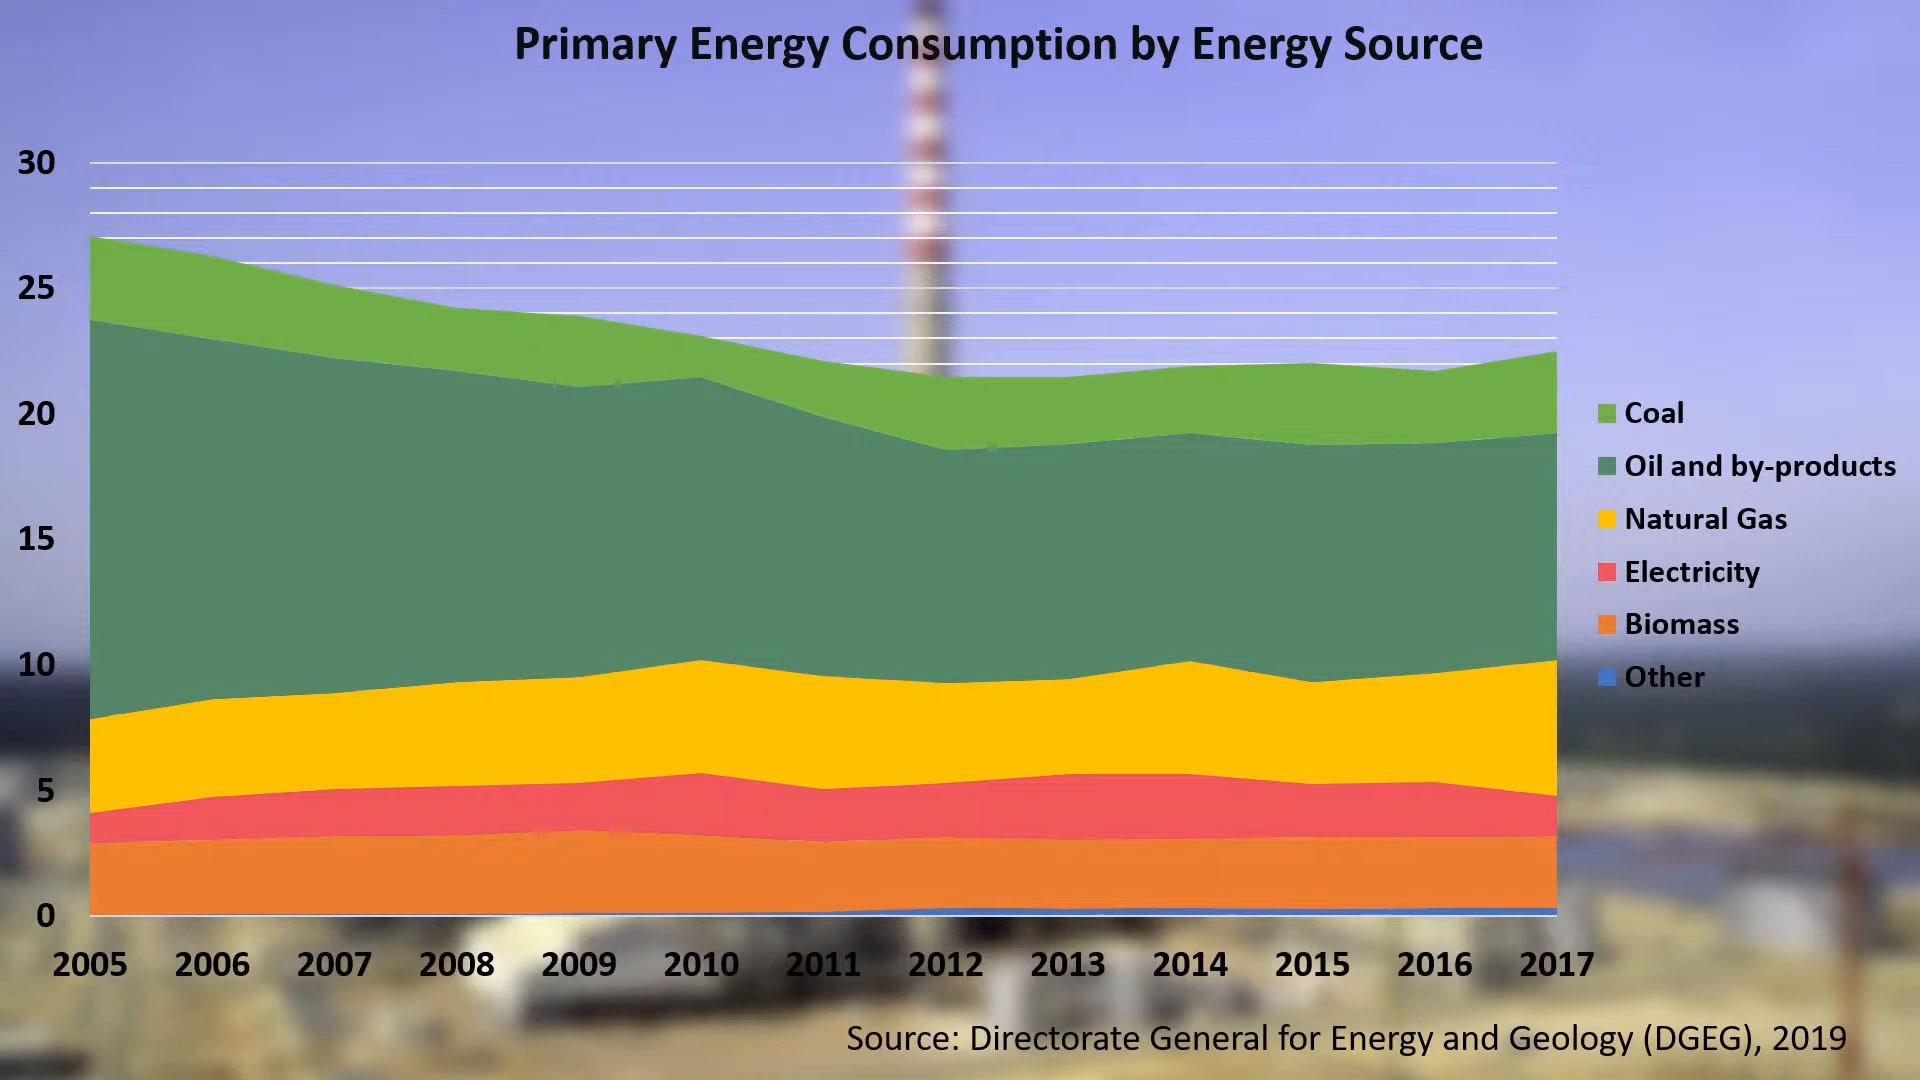 Primary Energy Consumption by Energy Source
30
25
20
15
10
5
0
2005 2006 2007 2008 2009 2010 2011 2012 2013 2014 2015 2016 2017
Coal
Oil and by-products
Natural Gas
Electricity
Biomass
Other
Source: Directorate General for Energy and Geology (DGEG), 2019